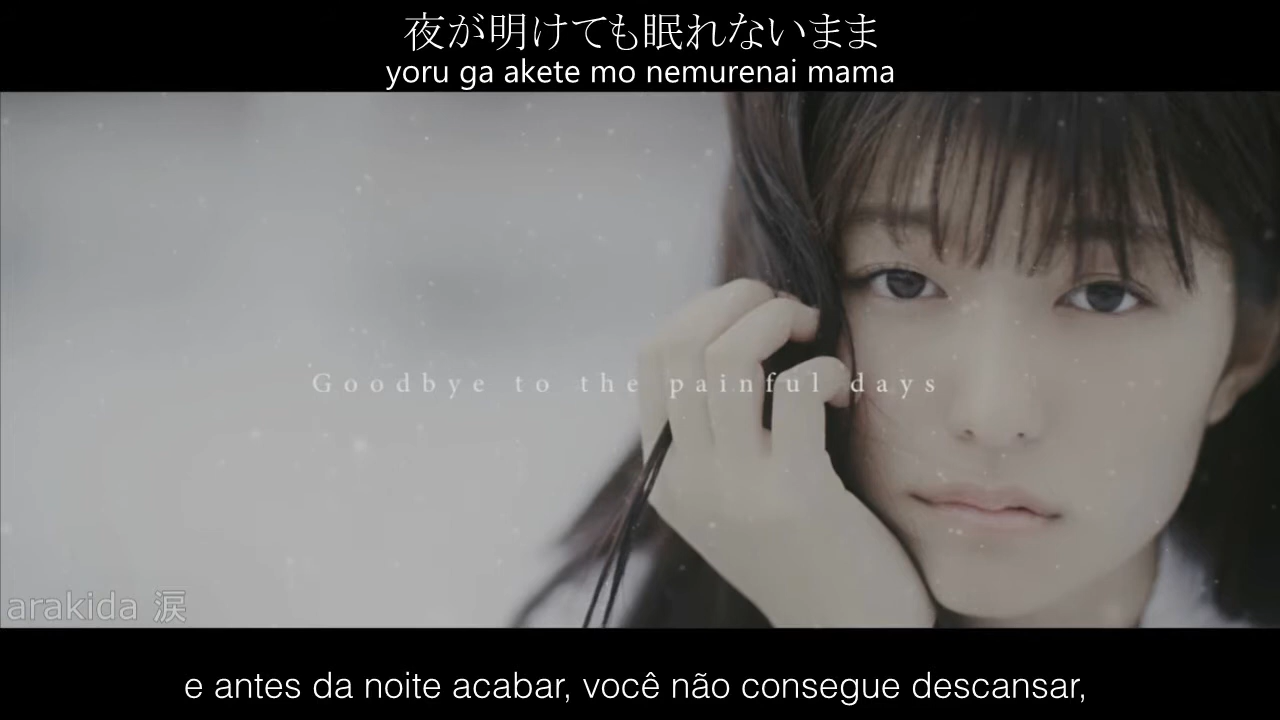 夜が明けても眠れないまま
yoru ga akete mo nemurenai mama
Goodbye to the painful days
arakida 涙
e antes da noite acabar, você não consegue descansar,